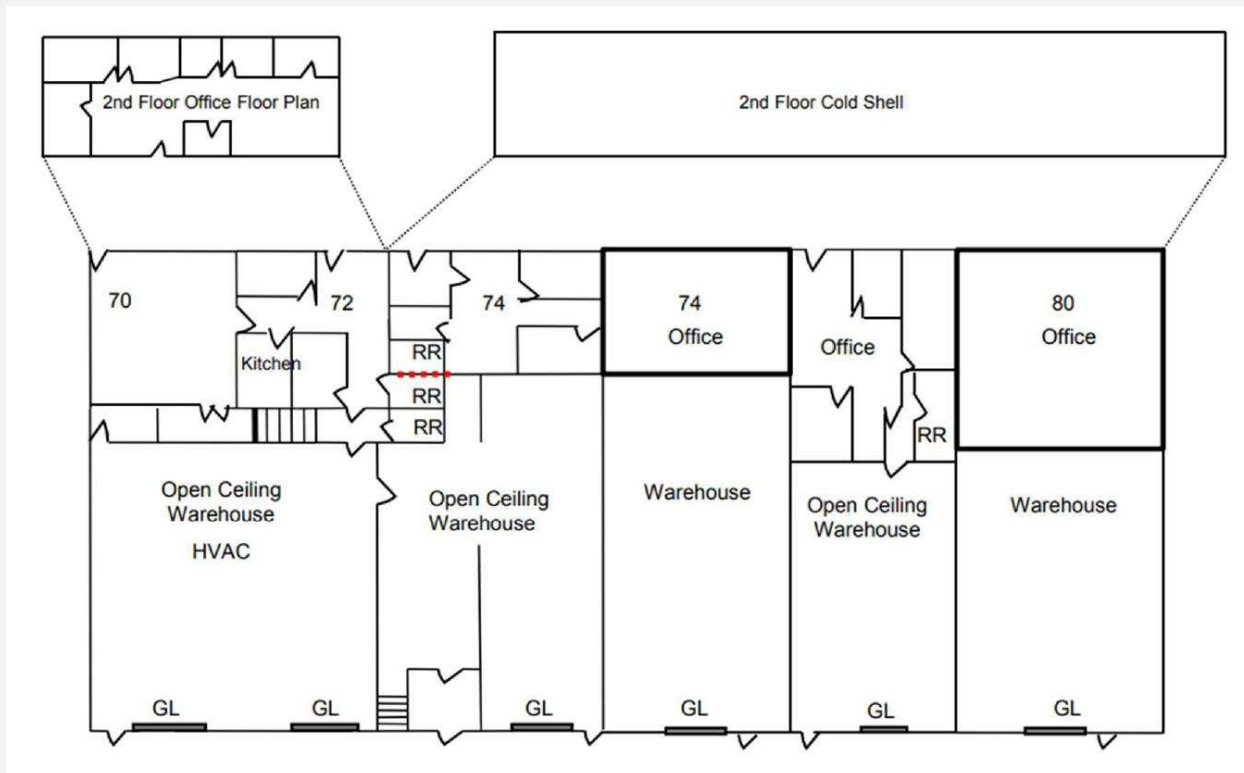 2nd Floor Office Floor Plan
2nd Floor Cold Shell
70
72
74
74
Office
80
Office
Kitchen
RR
RR
RR
Office
RR
Open Ceiling
Warehouse
HVAC
Open Ceiling
Warehouse
Warehouse
Open Ceiling
Warehouse
Warehouse
GL
GL
GL
GL
GL
GL